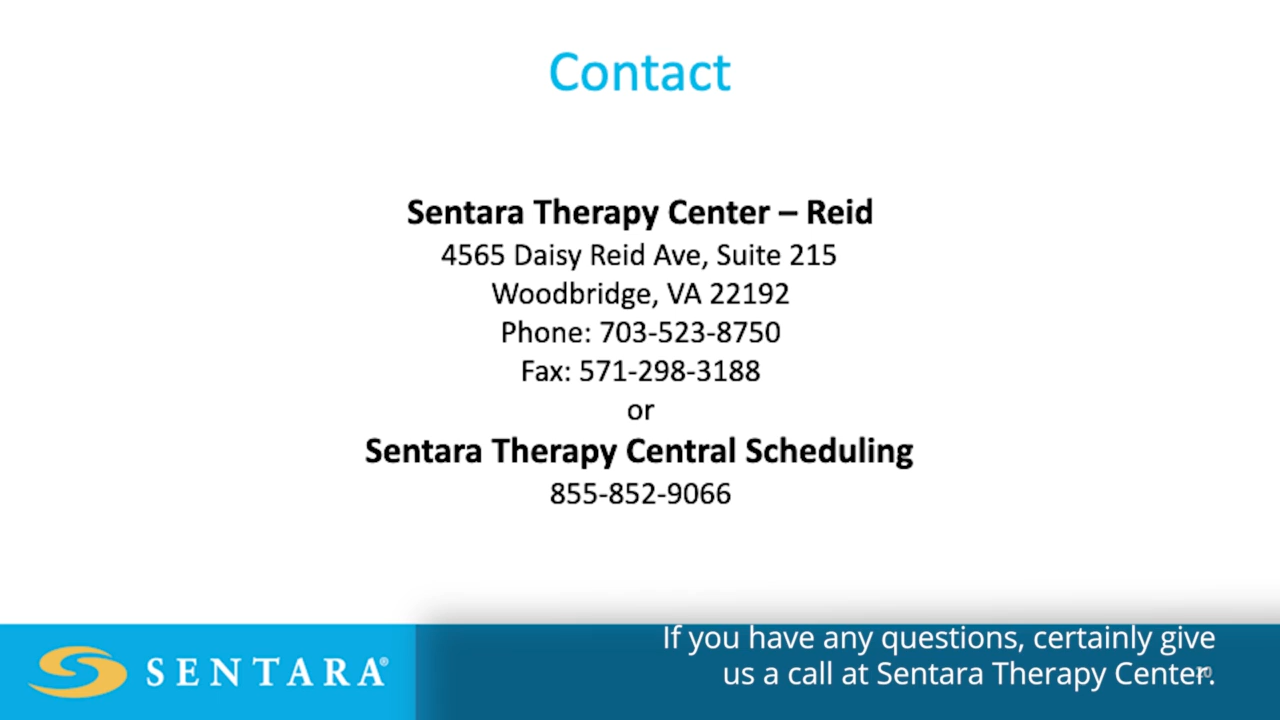 Contact
Sentara Therapy Center – Reid
4565 Daisy Reid Ave, Suite 215
Woodbridge, VA 22192
Phone: 703-523-8750
Fax: 571-298-3188
or
Sentara Therapy Central Scheduling
855-852-9066
If you have any questions, certainly give
us a call at Sentara Therapy Center.
SENTARA®